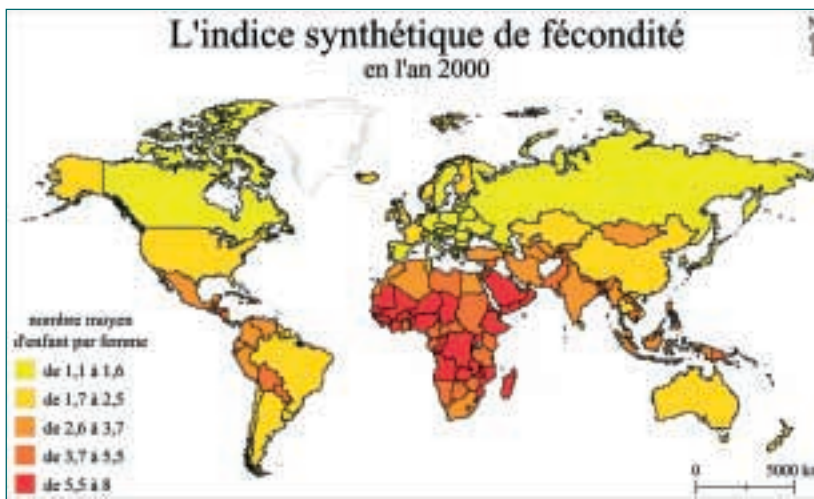 L'indice synthétique de fécondité
en l'an 2000
nombre moyen
d'enfant par femme
de 1,1 à 1,6
de 1,7 à 2,5
de 2,6 à 3,7
de 3,7 à 5,5
de 5,5 à 8
0 5000 km